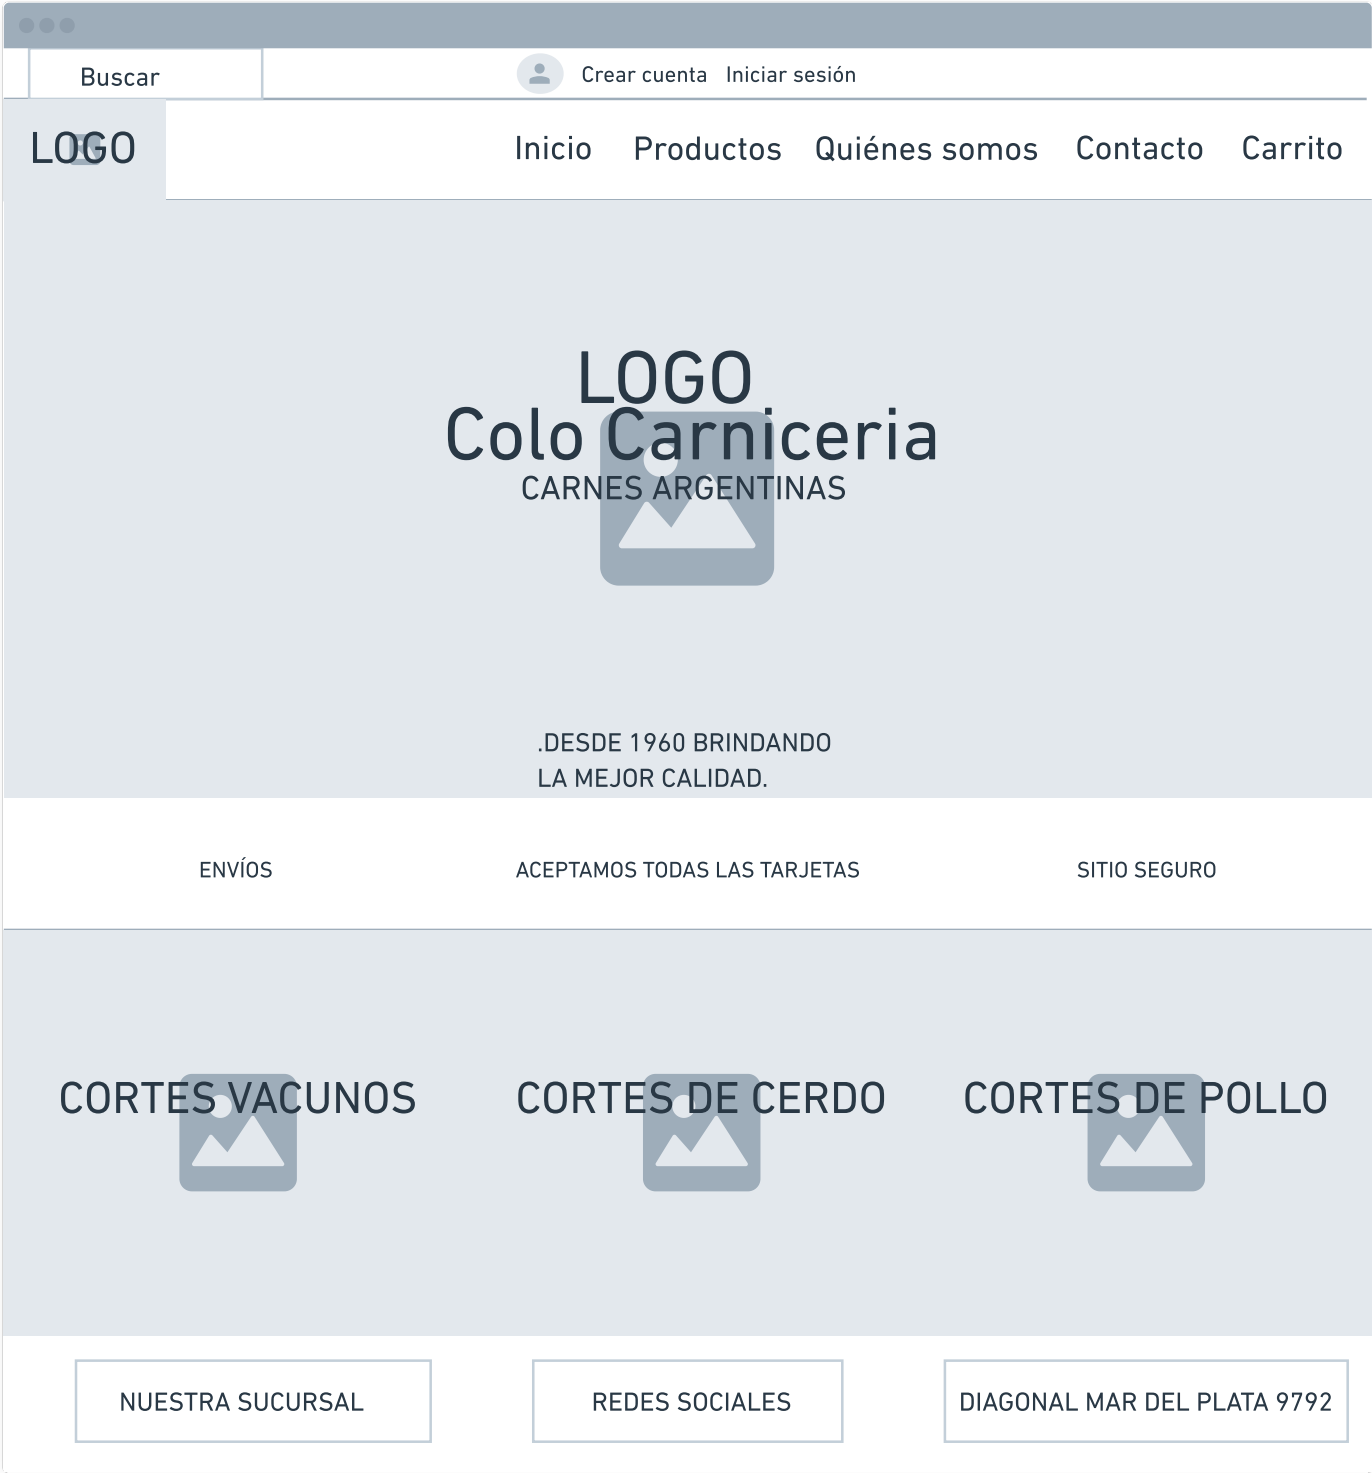 Buscar
Crear cuenta Iniciar sesión
LOGO
Inicio Productos Quiénes somos Contacto Carrito
LOGO
Colo Carniceria
CARNES ARGENTINAS
.DESDE 1960 BRINDANDO
LA MEJOR CALIDAD.
ENVÍOS ACEPTAMOS TODAS LAS TARJETAS SITIO SEGURO
CORTES VACUNOS CORTES DE CERDO CORTES DE POLLO
NUESTRA SUCURSAL REDES SOCIALES DIAGONAL MAR DEL PLATA 9792